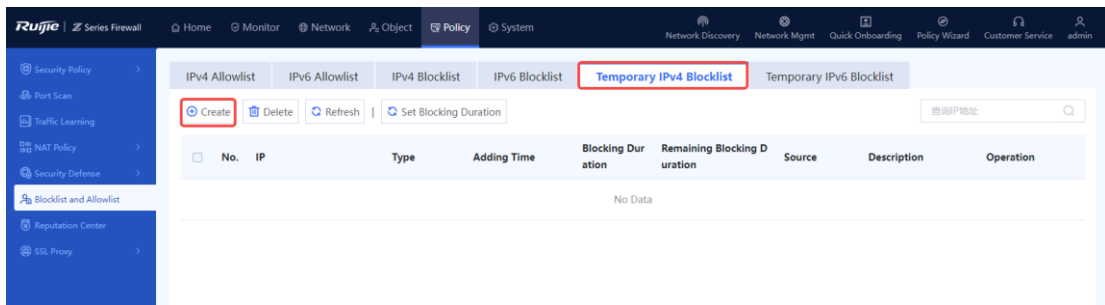 Ruijie | Z Series Firewall Home Monitor Network Object Policy System Network Discovery Network Mgmt Quick Onboarding Policy Wizard Customer Service admin
Security Policy
Port Scan
Traffic Learning
NAT Policy
Security Defense
Blocklist and Allowlist
Reputation Center
SSL Proxy
IPv4 Allowlist IPv6 Allowlist IPv4 Blocklist IPv6 Blocklist Temporary IPv4 Blocklist Temporary IPv6 Blocklist
Create Delete Refresh | Set Blocking Duration 查询IP地址
No. IP Type Adding Time Blocking Dur
ation Remaining Blocking D
uration Source Description Operation
No Data